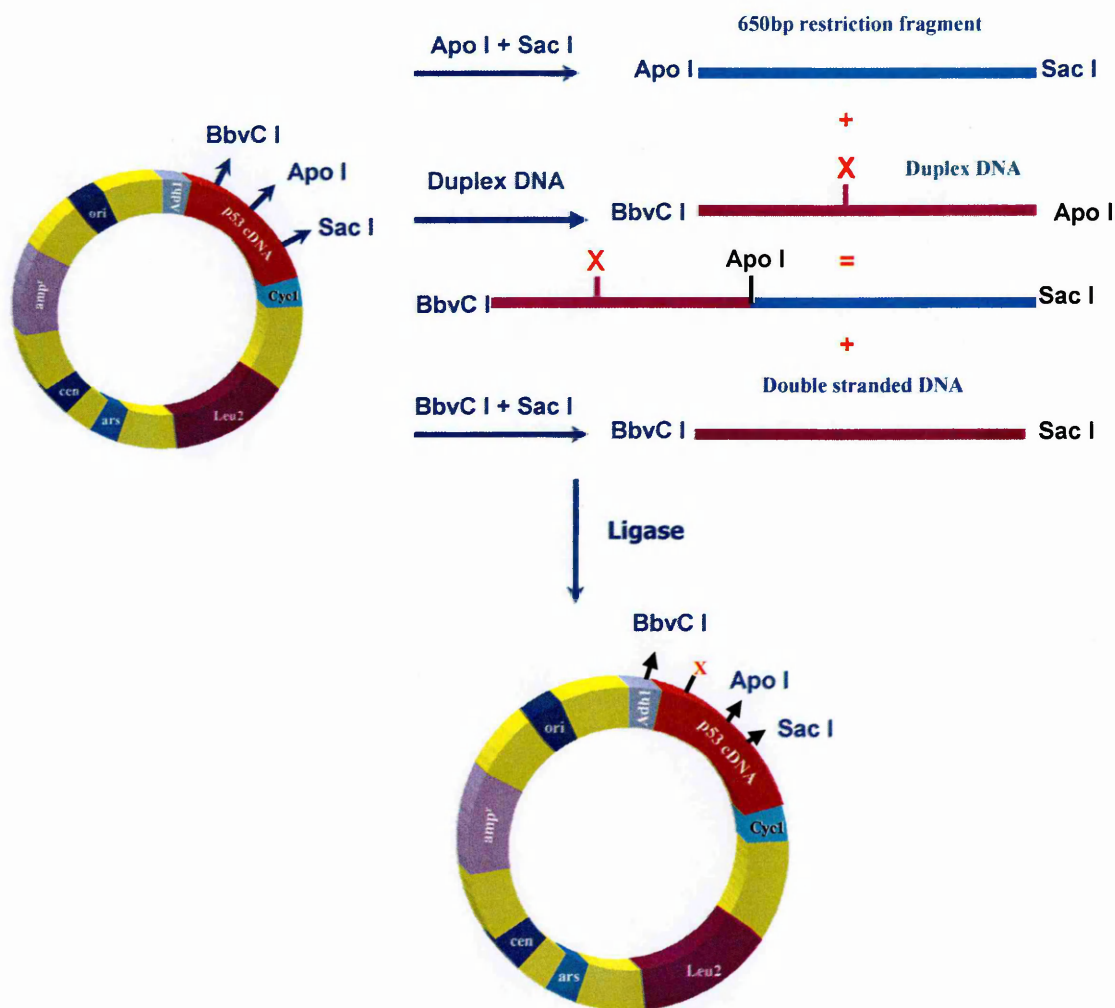 650bp restriction fragment
Apo I + Sac I
Apo I
Sac I
+
BbvC I
Apo I
Sac I
Adh1
p53 cDNA
Cyc1
Leu2
ars
cen
ampr
ori
Duplex DNA
X
Duplex DNA
BbvC I
Apo I
X
Apo I
=
BbvC I
Sac I
+
Double stranded DNA
BbvC I + Sac I
BbvC I
Sac I
Ligase
BbvC I
X
Apo I
Sac I
Adh1
p53 cDNA
Cyc1
Leu2
ars
cen
ampr
ori